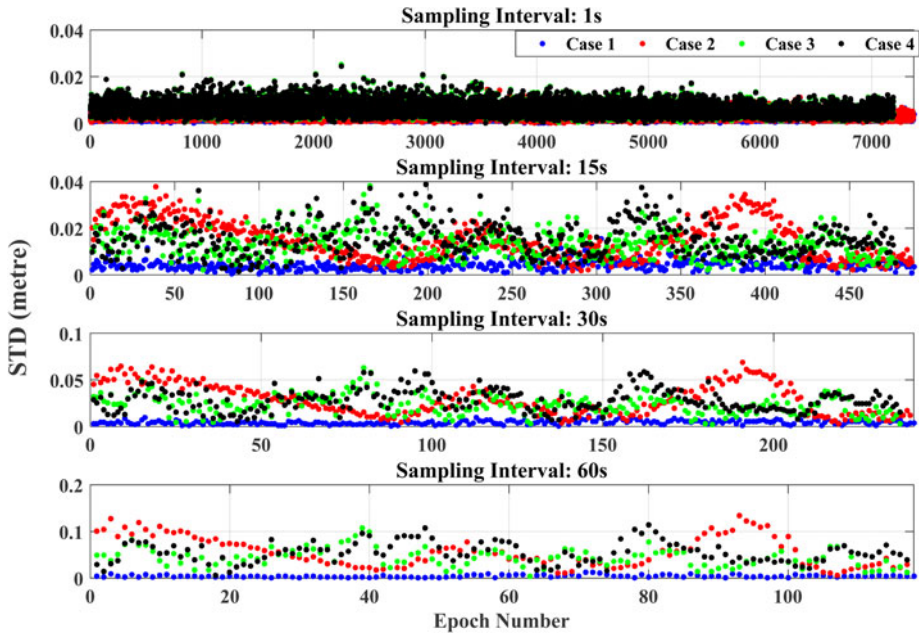 Sampling Interval: 1s
0.04
Case 1 Case 2 Case 3 Case 4
0.02
0
0 1000 2000 3000 4000 5000 6000 7000
Sampling Interval: 15s
0.04
0.02
0
0 50 100 150 200 250 300 350 400 450
STD (metre)
Sampling Interval: 30s
0.1
0.05
0
0 50 100 150 200
Sampling Interval: 60s
0.2
0.1
0
0 20 40 60 80 100
Epoch Number